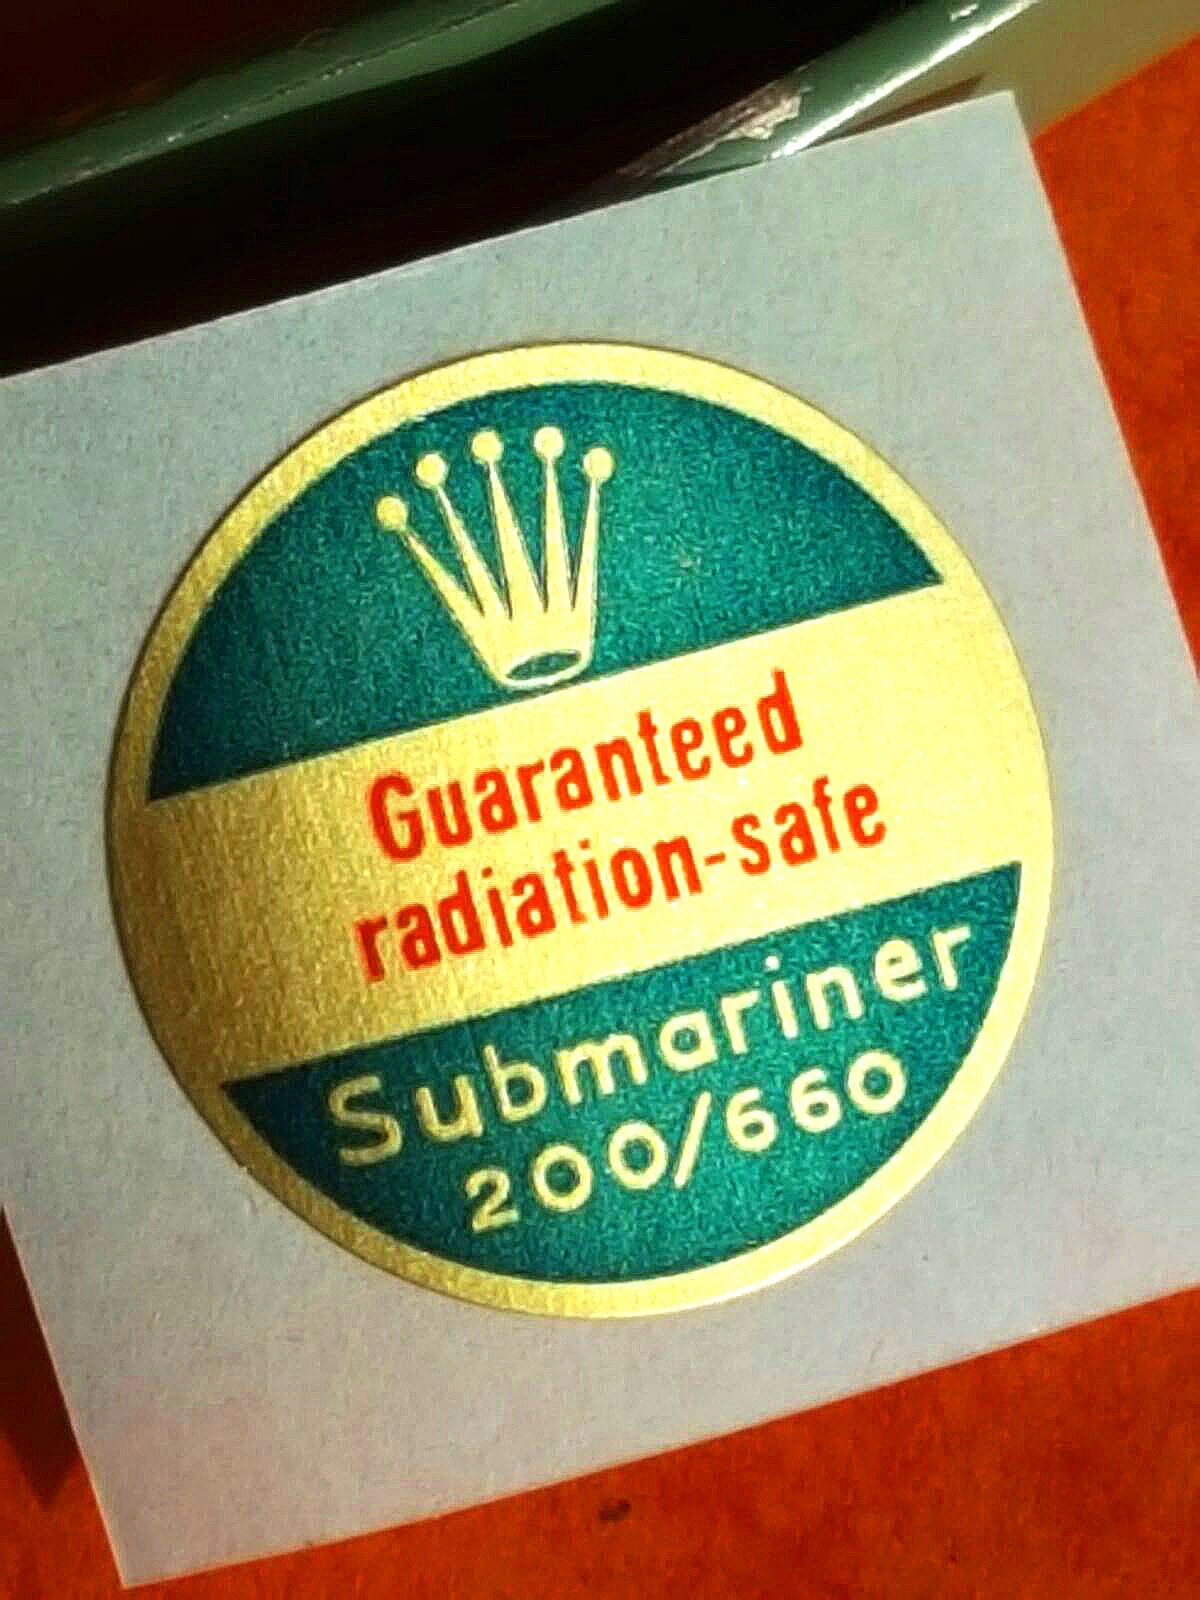 Guaranteed
radiation-safe
Submariner
200/660